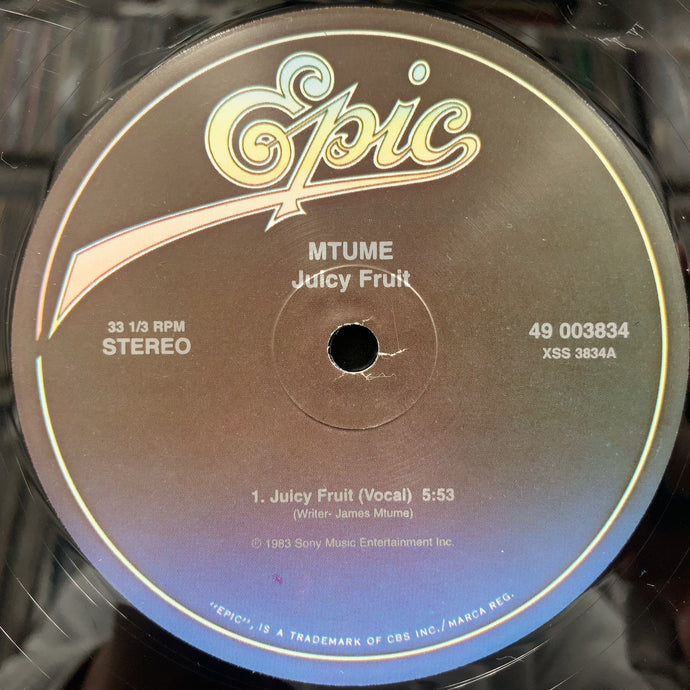 Epic
MTUME
Juicy Fruit
33 1/3 RPM
STEREO
49 003834
XSS 3834A
1. Juicy Fruit (Vocal) 5:53
(Writer- James Mtume)
℗ 1983 Sony Music Entertainment Inc.
"EPIC", IS A TRADEMARK OF CBS INC./MARCA REG.